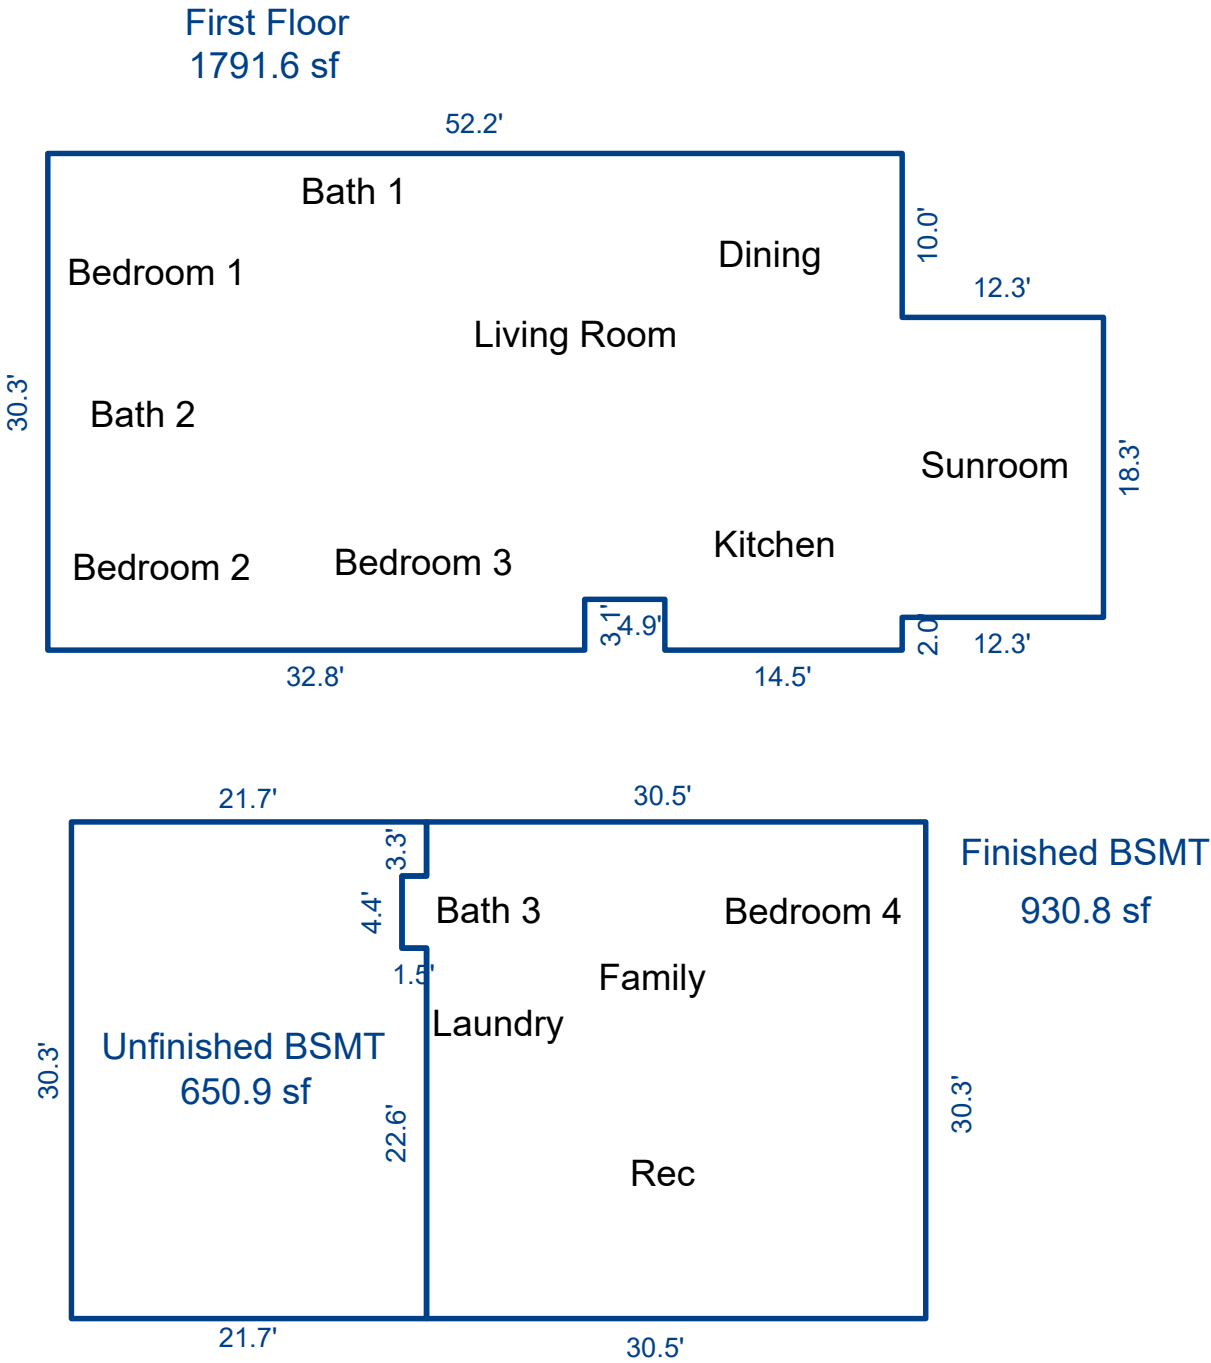 First Floor
1791.6 sf
52.2'
Bath 1
10.0'
Dining
Bedroom 1
12.3'
Living Room
30.3'
Bath 2
18.3'
Sunroom
Kitchen
Bedroom 2
Bedroom 3
3.1'
4.9'
2.0'
12.3'
32.8'
14.5'
21.7'
30.5'
3.3'
Finished BSMT
930.8 sf
4.4'
Bath 3
Bedroom 4
1.5'
Family
Laundry
Unfinished BSMT
650.9 sf
30.3'
22.6'
30.3'
Rec
21.7'
30.5'